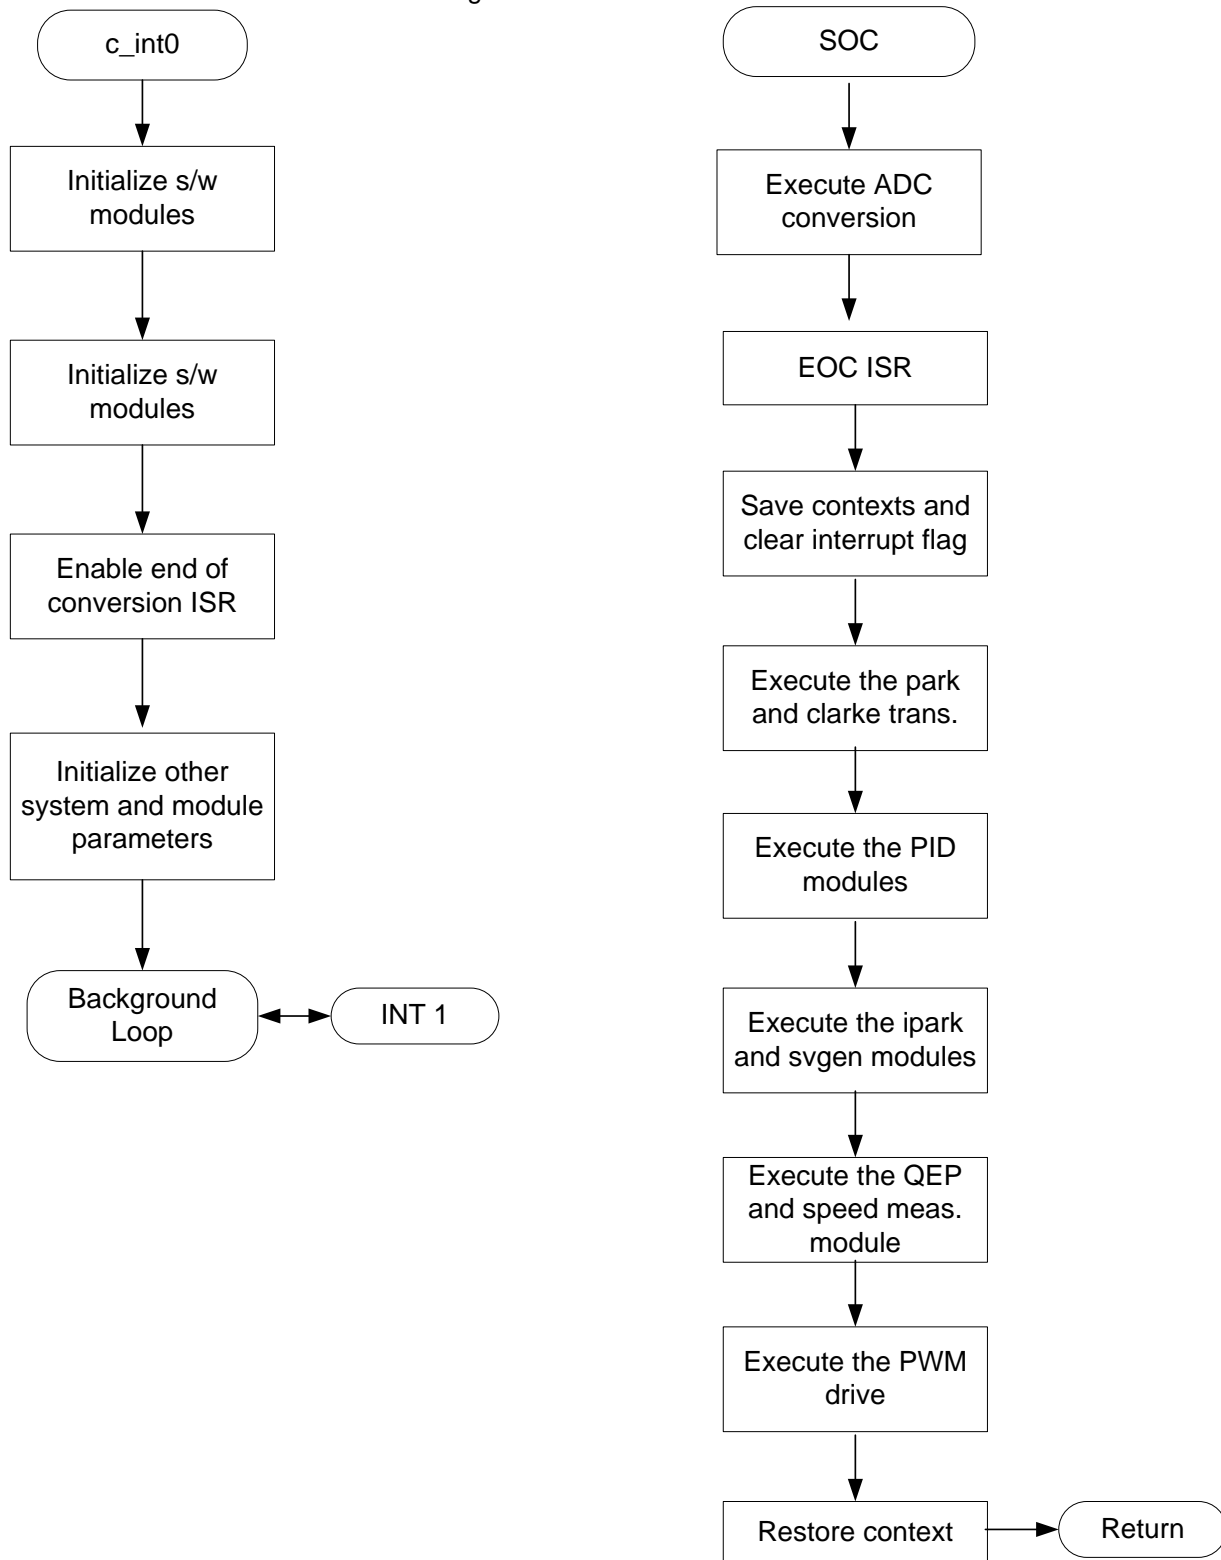 c_int0
Initialize s/w
modules
Initialize s/w
modules
Enable end of
conversion ISR
Initialize other
system and module
parameters
Background
Loop
INT 1
SOC
Execute ADC
conversion
EOC ISR
Save contexts and
clear interrupt flag
Execute the park
and clarke trans.
Execute the PID
modules
Execute the ipark
and svgen modules
Execute the QEP
and speed meas.
module
Execute the PWM
drive
Restore context
Return